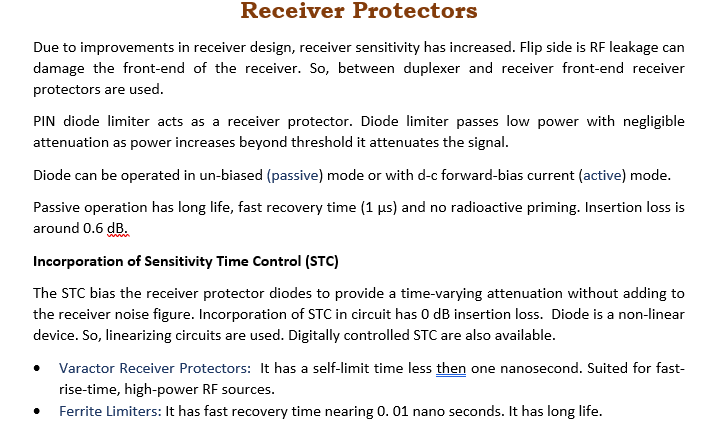 Receiver Protectors
Due to improvements in receiver design, receiver sensitivity has increased. Flip side is RF leakage can
damage the front-end of the receiver. So, between duplexer and receiver front-end receiver
protectors are used.
PIN diode limiter acts as a receiver protector. Diode limiter passes low power with negligible
attenuation as power increases beyond threshold it attenuates the signal.
Diode can be operated in un-biased (passive) mode or with d-c forward-bias current (active) mode.
Passive operation has long life, fast recovery time (1 μs) and no radioactive priming. Insertion loss is
around 0.6 dB.
Incorporation of Sensitivity Time Control (STC)
The STC bias the receiver protector diodes to provide a time-varying attenuation without adding to
the receiver noise figure. Incorporation of STC in circuit has 0 dB insertion loss.  Diode is a non-linear
device. So, linearizing circuits are used. Digitally controlled STC are also available.
• Varactor Receiver Protectors:  It has a self-limit time less then one nanosecond. Suited for fast-
rise-time, high-power RF sources.
• Ferrite Limiters: It has fast recovery time nearing 0. 01 nano seconds. It has long life.